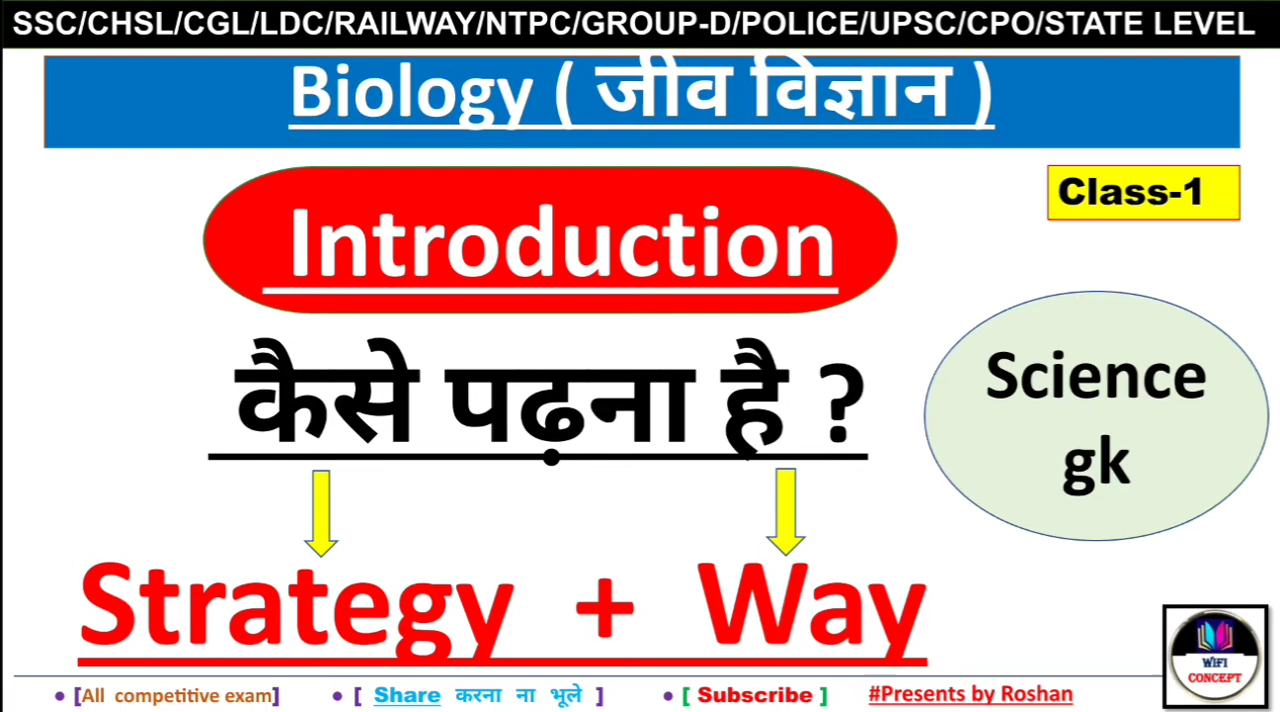 SSC/CHSL/CGL/LDC/RAILWAY/NTPC/GROUP-D/POLICE/UPSC/CPO/STATE LEVEL
Biology ( जीव विज्ञान )
Class-1
Introduction
कैसे पढ़ना है ?
Science
gk
Strategy + Way
WiFi
CONCEPT
• [All competitive exam] • [ Share करना ना भूले ] • [ Subscribe ] #Presents by Roshan